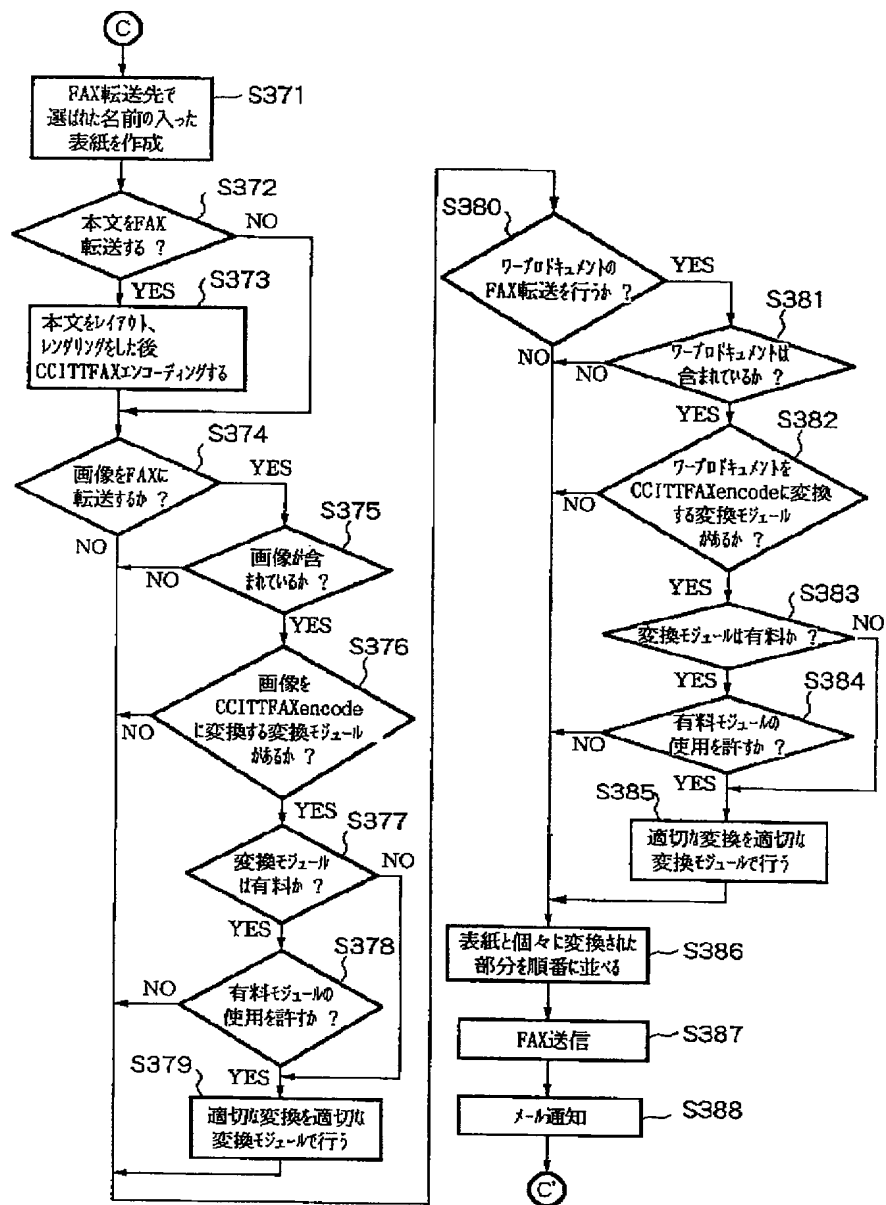 C
FAX転送先で
選ばれた名前の入った
表紙を作成
S371
S372
本文をFAX
転送する ?
NO
YES
S373
本文をレイアウト、
レンダリングをした後
CCITTFAXエンコーディングする
S374
画像をFAXに
転送するか ?
YES
NO
S375
画像が含
まれているか ?
NO
YES
S376
画像を
CCITTFAXencode
に変換する変換モジュール
があるか ?
NO
YES
S377
変換モジュール
は有料か ?
NO
YES
S378
有料モジュールの
使用を許すか ?
NO
YES
S379
適切な変換を適切な
変換モジュールで行う
S380
ワープロドキュメントの
FAX転送を行うか ?
YES
NO
S381
ワープロドキュメントは
含まれているか ?
NO
YES
S382
ワープロドキュメントを
CCITTFAXencodeに変換
する変換モジュール
があるか ?
NO
YES
S383
変換モジュールは有料か ?
NO
YES
S384
有料モジュールの
使用を許すか ?
NO
YES
S385
適切な変換を適切な
変換モジュールで行う
表紙と個々に変換された
部分を順番に並べる
S386
FAX送信
S387
メール通知
S388
C'